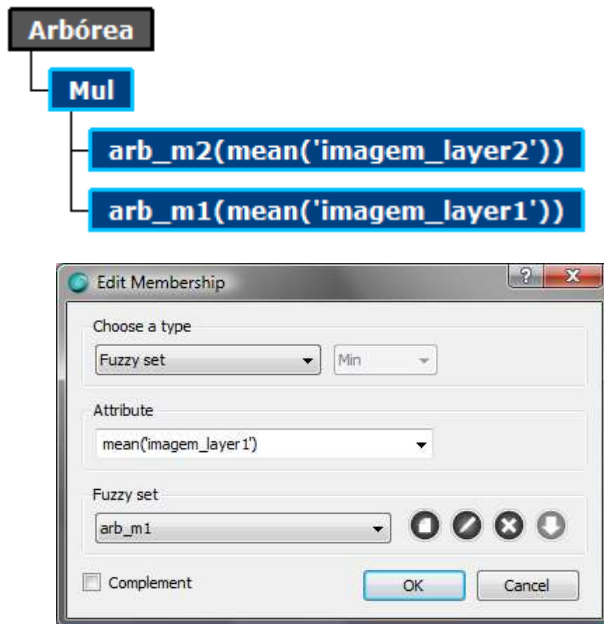 Arbórea
Mul
arb_m2(mean('imagem_layer2'))
arb_m1(mean('imagem_layer1'))
Edit Membership
?
Choose a type
Fuzzy set
Min
Attribute
mean('imagem_layer1')
Fuzzy set
arb_m1
Complement
OK
Cancel